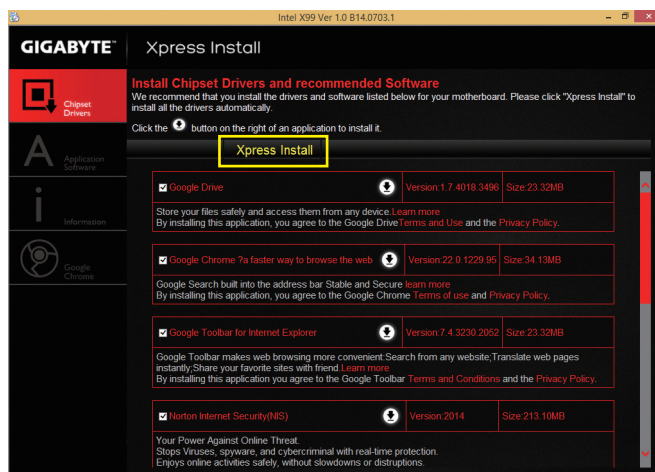 Intel X99 Ver 1.0 B14.0703.1
GIGABYTE™
Xpress Install
Chipset
Drivers
Application
Software
Information
Google
Chrome
Install Chipset Drivers and recommended Software
We recommend that you install the drivers and software listed below for your motherboard. Please click "Xpress Install" to
install all the drivers automatically.
Click the button on the right of an application to install it.
Xpress Install
Google Drive Version:1.7.4018.3496 Size:23.32MB
Store your files safely and access them from any device.Learn more
By installing this application, you agree to the Google DriveTerms and Use and the Privacy Policy.
Google Chrome ?a faster way to browse the web Version:22.0.1229.95 Size:34.13MB
Google Search built into the address bar Stable and Secure learn more
By installing this application, you agree to the Google Chrome Terms of use and Privacy Policy.
Google Toolbar for Internet Explorer Version:7.4.3230.2052 Size:23.32MB
Google Toolbar makes web browsing more convenient:Search from any website;Translate web pages
instantly;Share your favorite sites with friend.Learn more
By installing this application you agree to the Google Toolbar Terms and Conditions and the Privacy Policy.
Norton Internet Security(NIS) Version:2014 Size:213.10MB
Your Power Against Online Threat.
Stops Viruses, spyware, and cybercriminal with real-time protection.
Enjoys online activities safely, without slowdowns or distruptions.